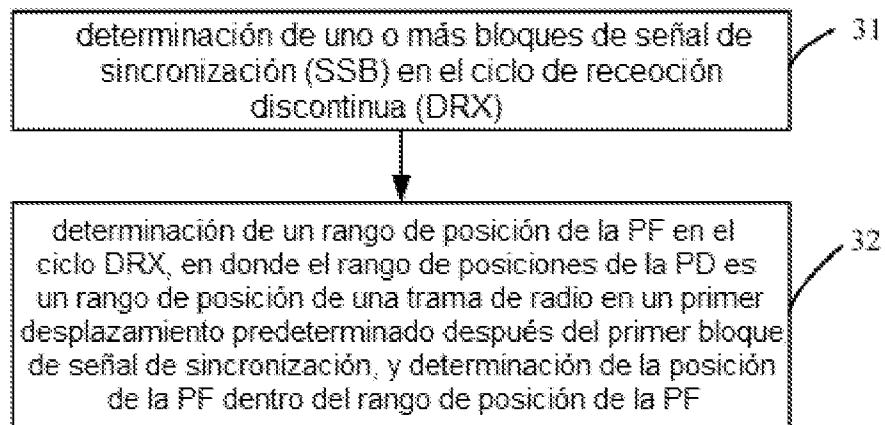 determinación de uno o más bloques de señal de
sincronización (SSB) en el ciclo de receoción
discontinua (DRX)
31
determinación de un rango de posición de la PF en el
ciclo DRX, en donde el rango de posiciones de la PD es
un rango de posición de una trama de radio en un primer
desplazamiento predeterminado después del primer bloque
de señal de sincronización, y determinación de la posición
de la PF dentro del rango de posición de la PF
32